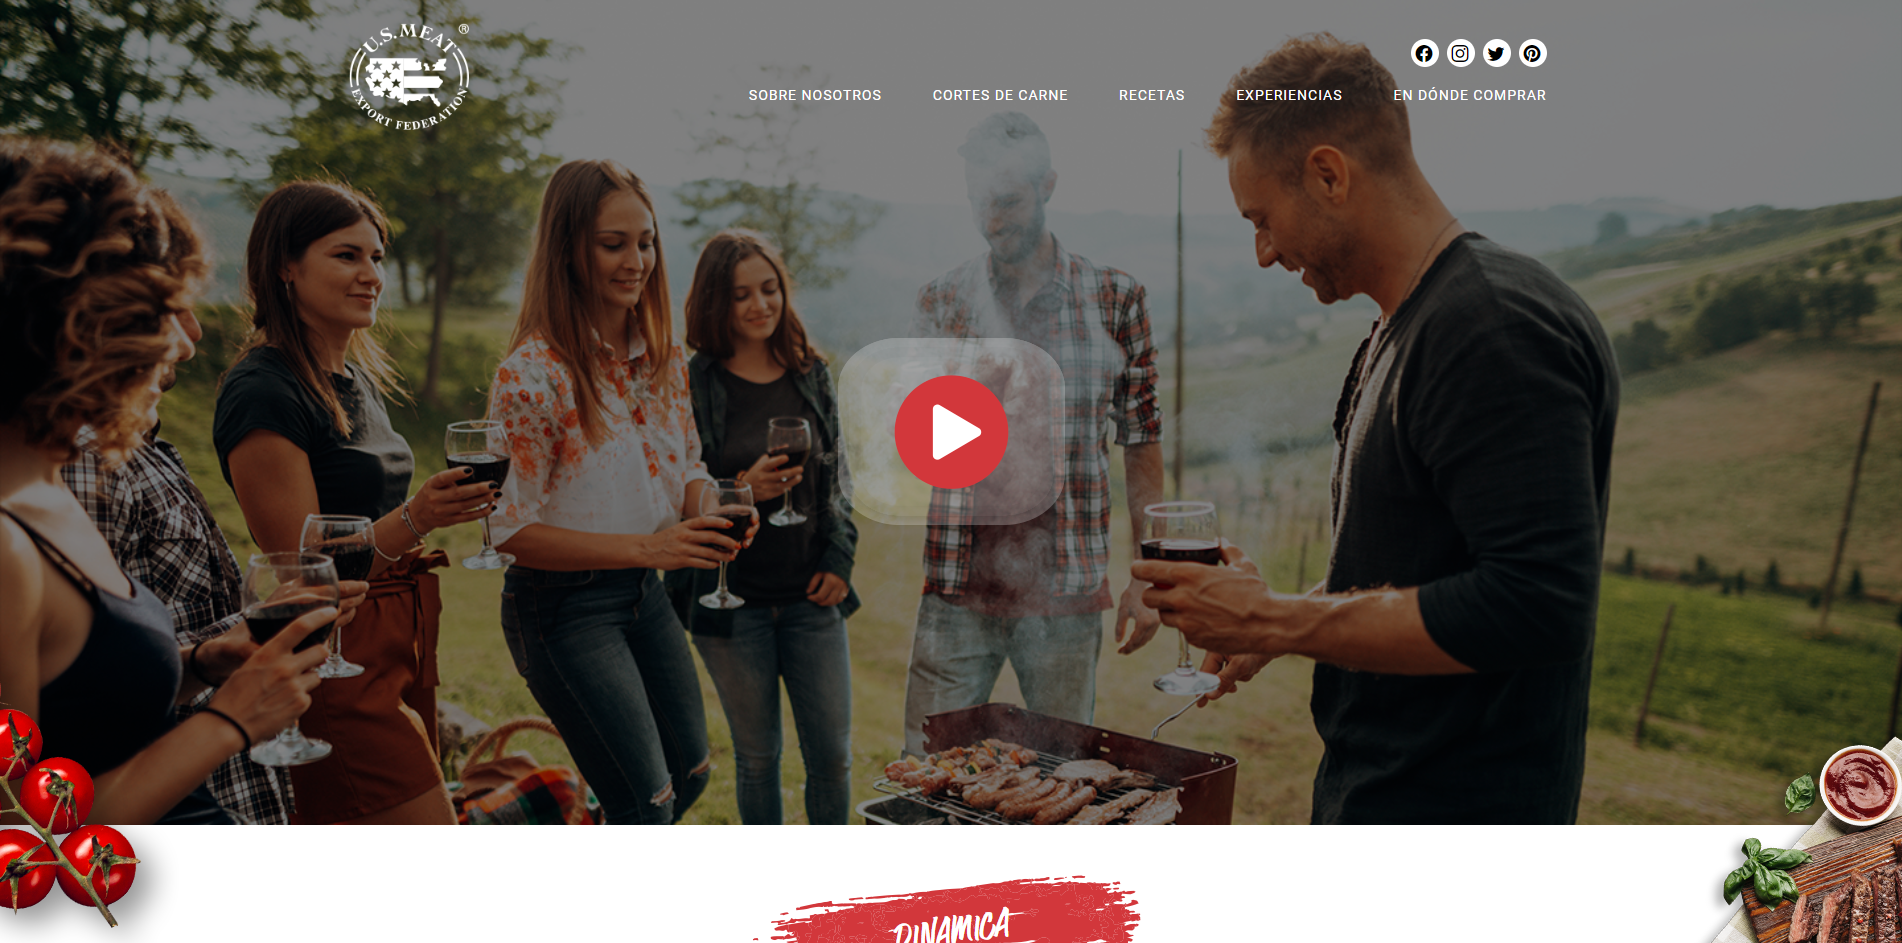 U.S. MEAT ®
EXPORT FEDERATION
SOBRE NOSOTROS
CORTES DE CARNE
RECETAS
EXPERIENCIAS
EN DÓNDE COMPRAR
DINAMICA